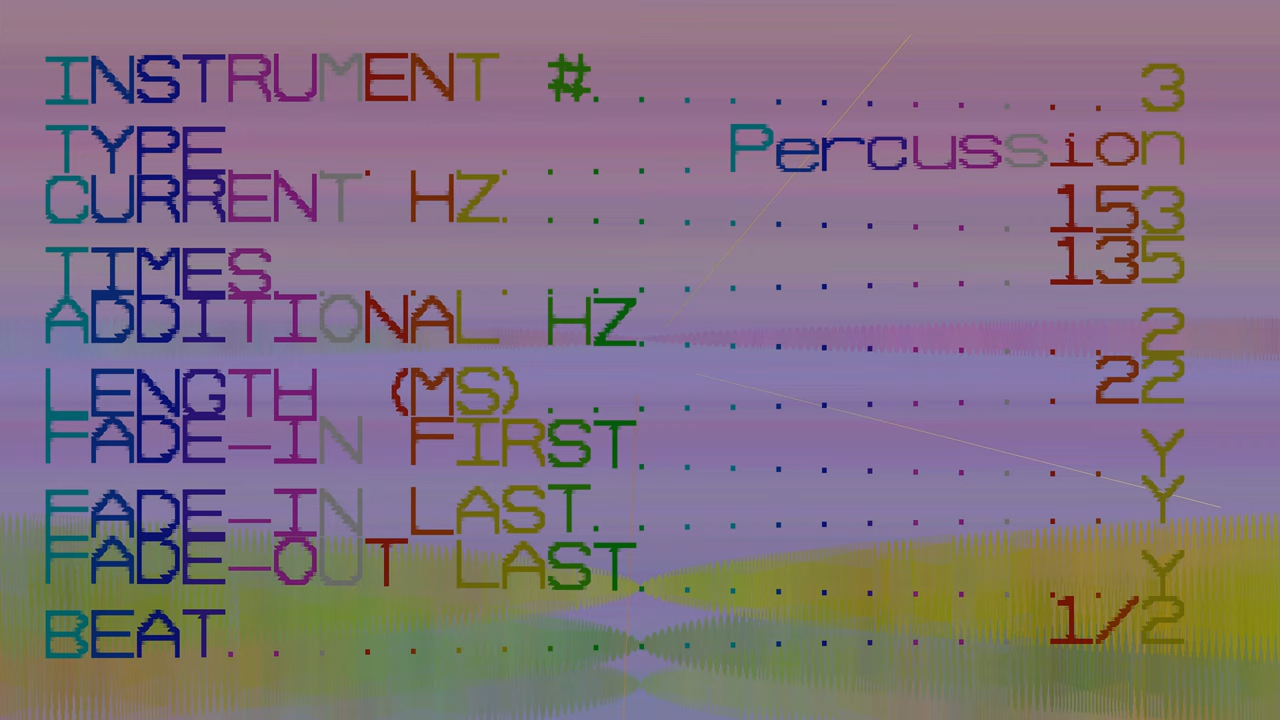 INSTRUMENT #. . . . . . . . . . . . 3
TYPE. . . . . . . . . . . Percussion
CURRENT HZ. . . . . . . . . . . . . 153
TIMES. . . . . . . . . . . . . . . . . 135
ADDITIONAL HZ. . . . . . . . . . . 2
LENGTH (MS). . . . . . . . . . . . 22
FADE-IN FIRST. . . . . . . . . . . Y
FADE-IN LAST. . . . . . . . . . . . Y
FADE-OUT LAST. . . . . . . . . . . Y
BEAT. . . . . . . . . . . . . . . . . . 1/2